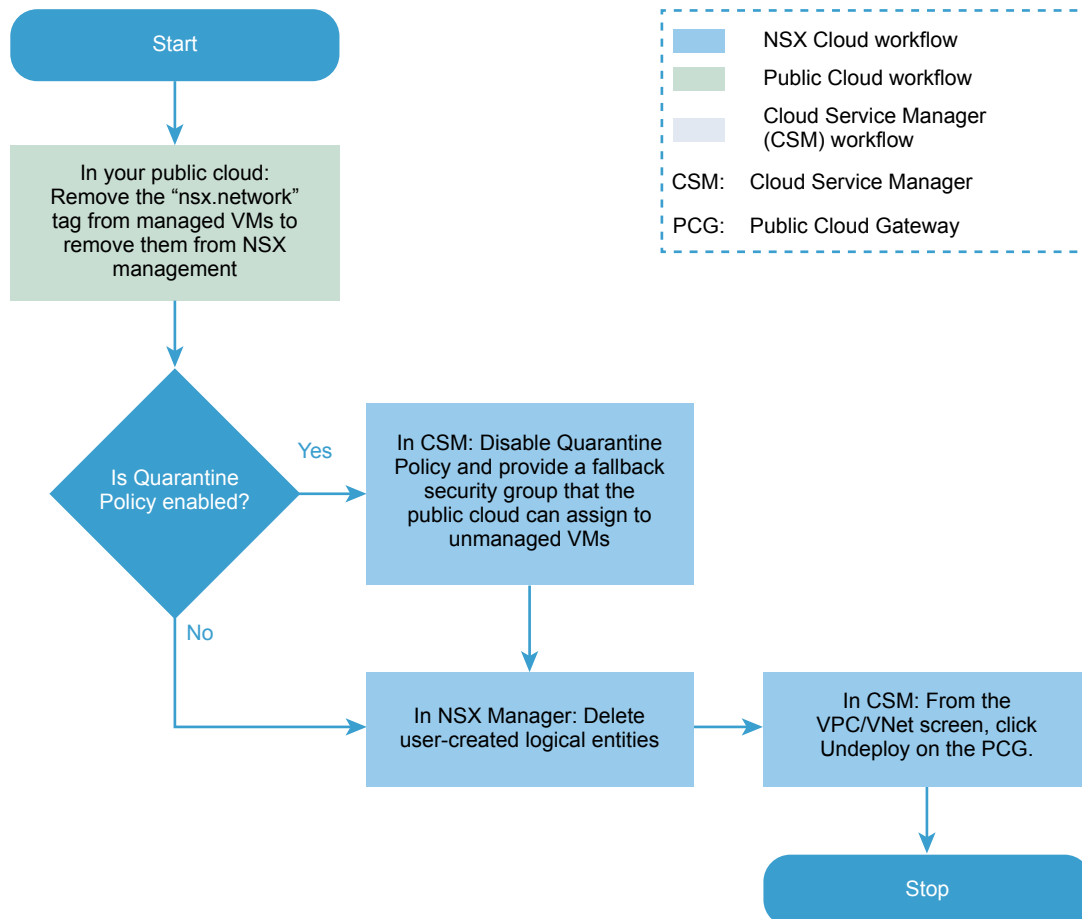 Start
NSX Cloud workflow
Public Cloud workflow
Cloud Service Manager
(CSM) workflow
CSM: Cloud Service Manager
PCG: Public Cloud Gateway
In your public cloud:
Remove the “nsx.network”
tag from managed VMs to
remove them from NSX
management
Is Quarantine
Policy enabled?
Yes
In CSM: Disable Quarantine
Policy and provide a fallback
security group that the
public cloud can assign to
unmanaged VMs
No
In NSX Manager: Delete
user-created logical entities
In CSM: From the
VPC/VNet screen, click
Undeploy on the PCG.
Stop